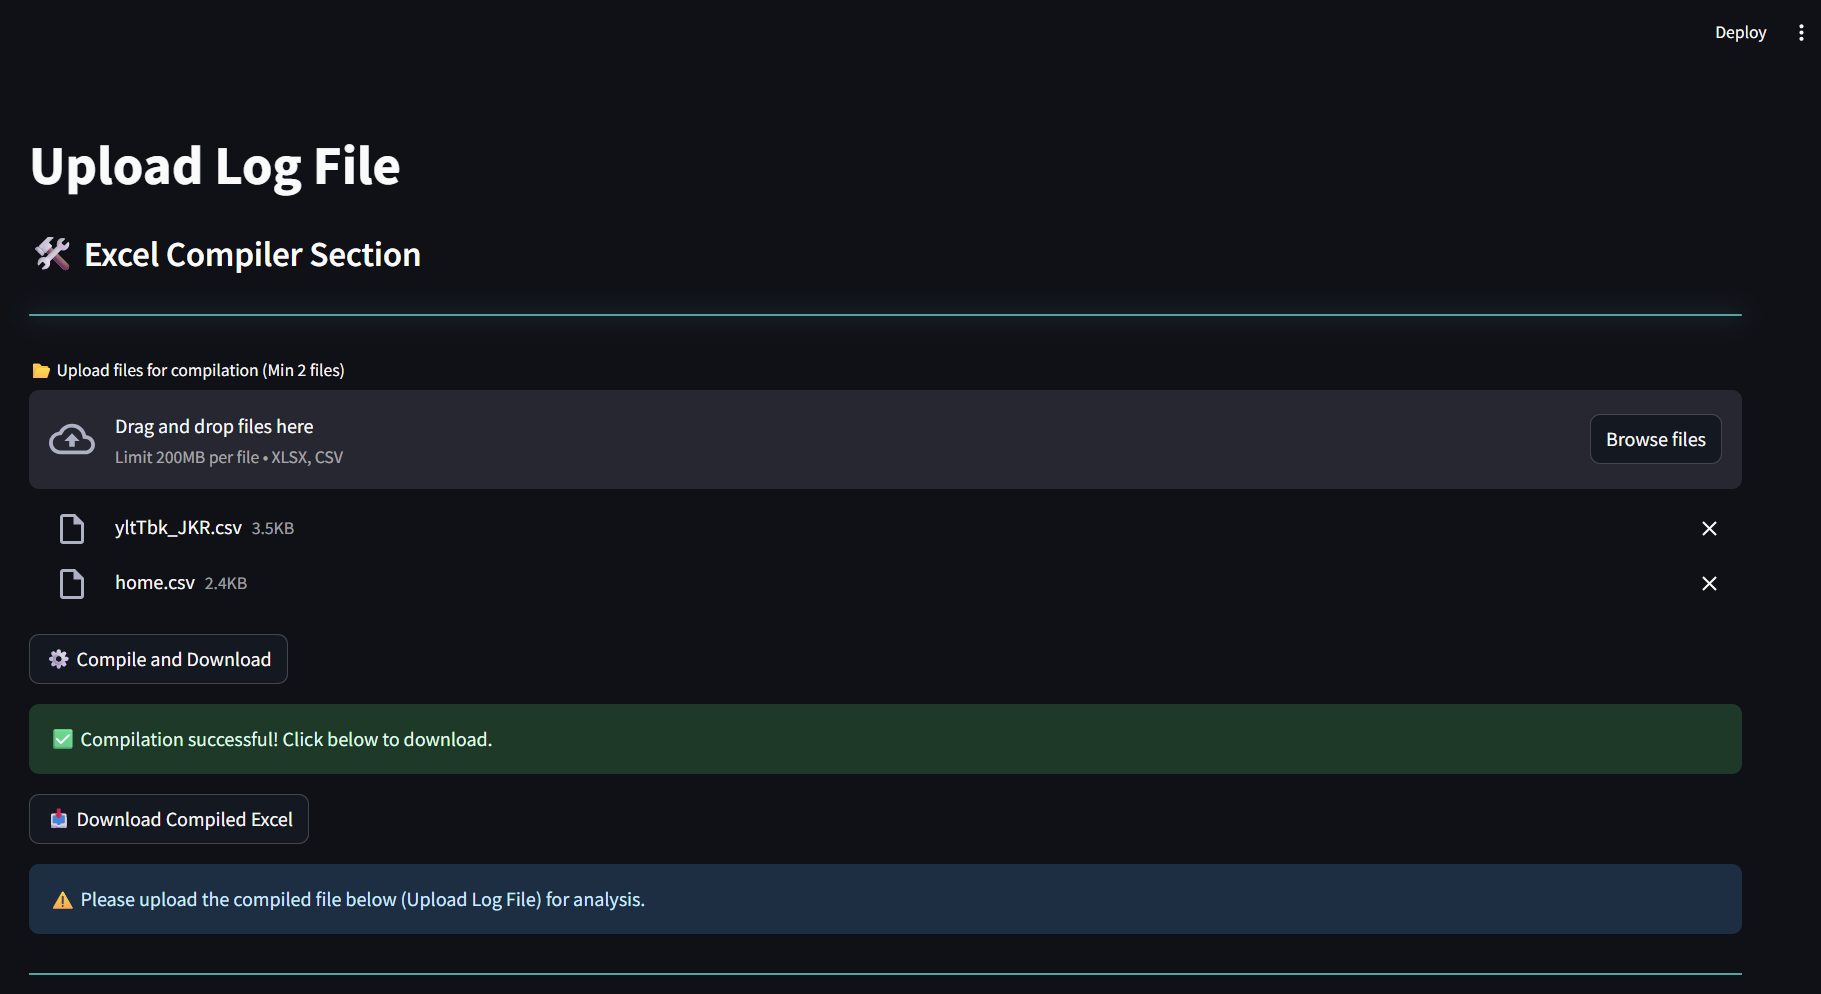 Deploy
Upload Log File
Excel Compiler Section
Upload files for compilation (Min 2 files)
Drag and drop files here
Limit 200MB per file • XLSX, CSV
Browse files
yltTbk_JKR.csv 3.5KB
home.csv 2.4KB
Compile and Download
Compilation successful! Click below to download.
Download Compiled Excel
Please upload the compiled file below (Upload Log File) for analysis.